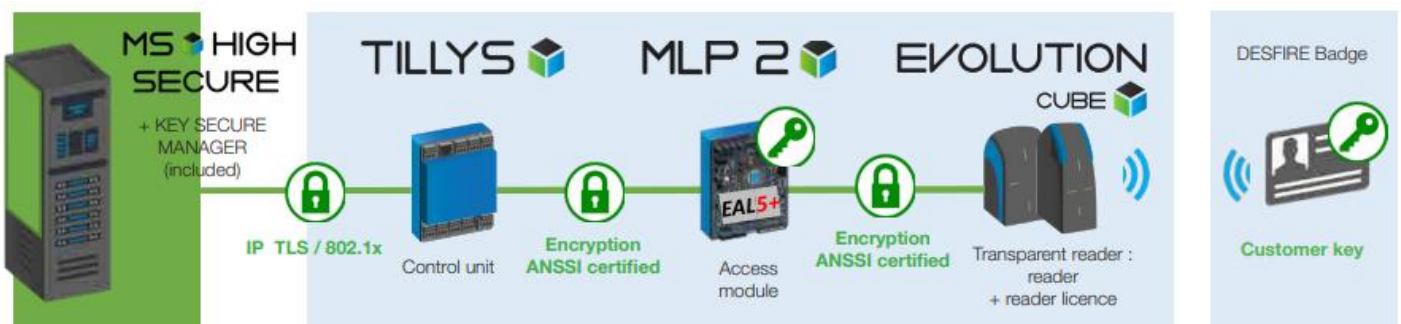 MS HIGH
SECURE
+ KEY SECURE
MANAGER
(included)
IP TLS / 802.1x
TILLYS
Control unit
Encryption
ANSSI certified
MLP 2
EAL5+
Access
module
Encryption
ANSSI certified
EVOLUTION
CUBE
Transparent reader :
reader
+ reader licence
DESFIRE Badge
Customer key